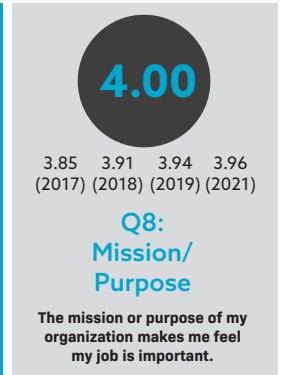 4.00
3.85 3.91 3.94 3.96
(2017) (2018) (2019) (2021)
Q8:
Mission/
Purpose
The mission or purpose of my
organization makes me feel
my job is important.